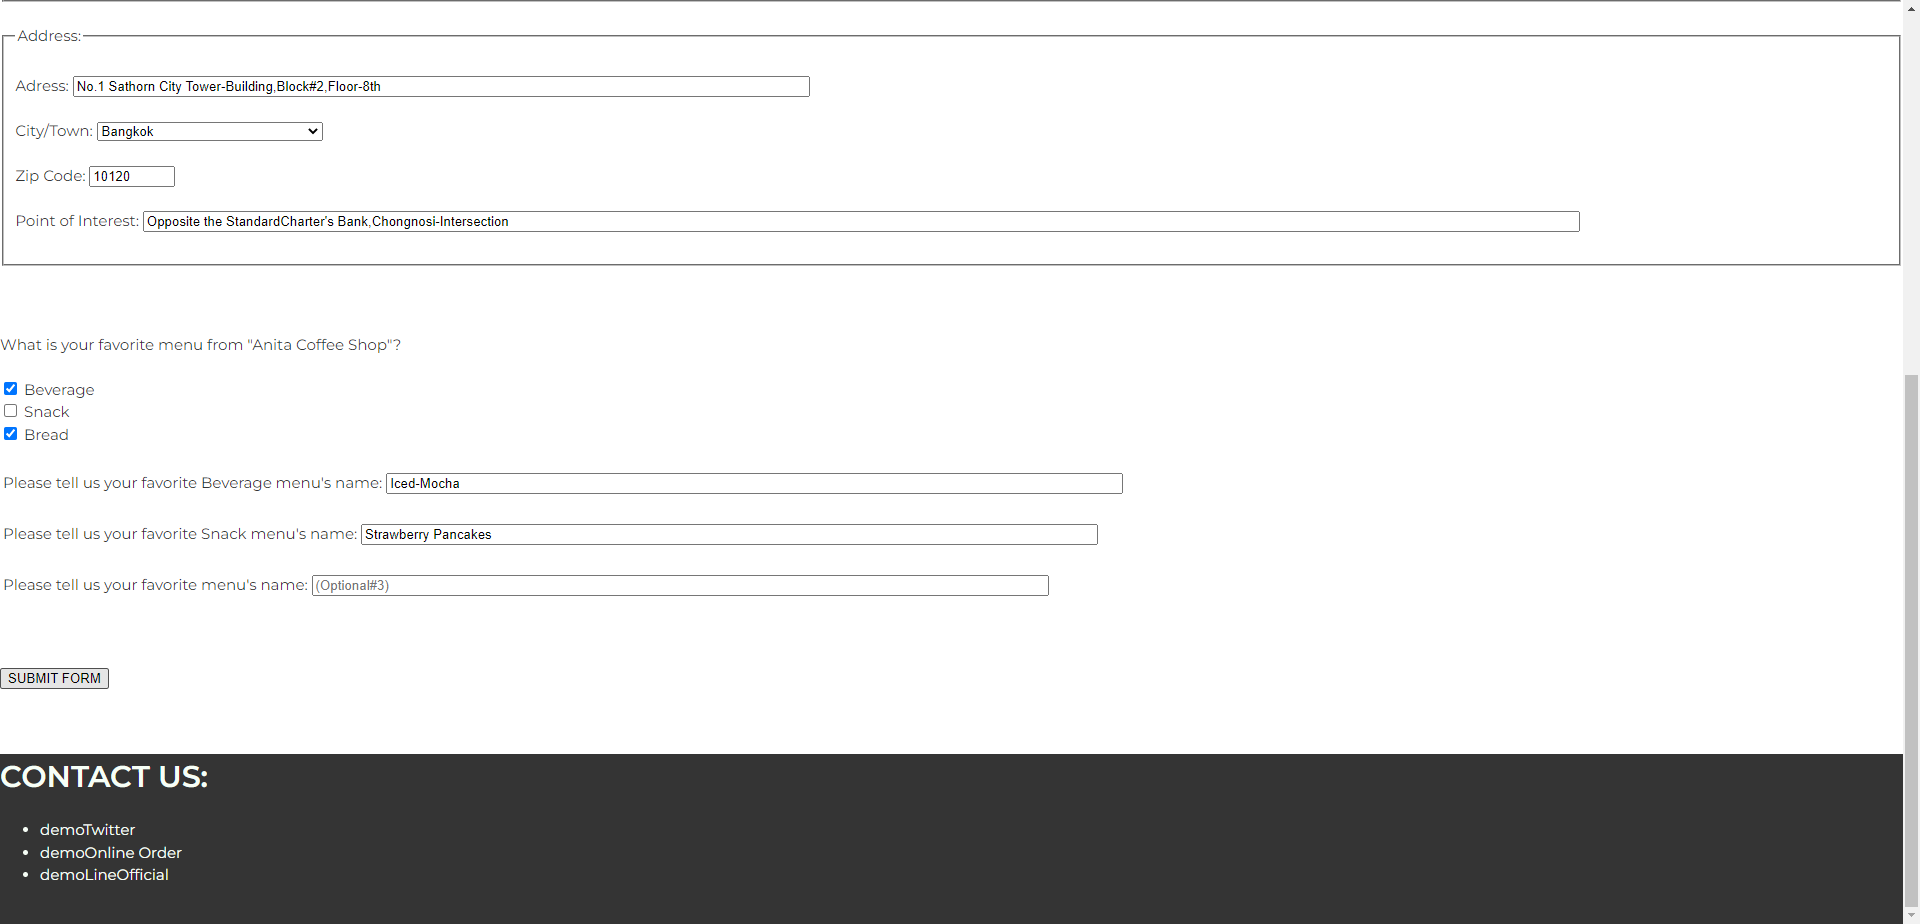 Address:
Adress: No.1 Sathorn City Tower-Building,Block#2,Floor-8th
City/Town: Bangkok
Zip Code: 10120
Point of Interest: Opposite the StandardCharter's Bank,Chongnosi-Intersection
What is your favorite menu from "Anita Coffee Shop"?
Beverage
Snack
Bread
Please tell us your favorite Beverage menu's name: Iced-Mocha
Please tell us your favorite Snack menu's name: Strawberry Pancakes
Please tell us your favorite menu's name: (Optional#3)
SUBMIT FORM
CONTACT US:
demoTwitter
demoOnline Order
demoLineOfficial